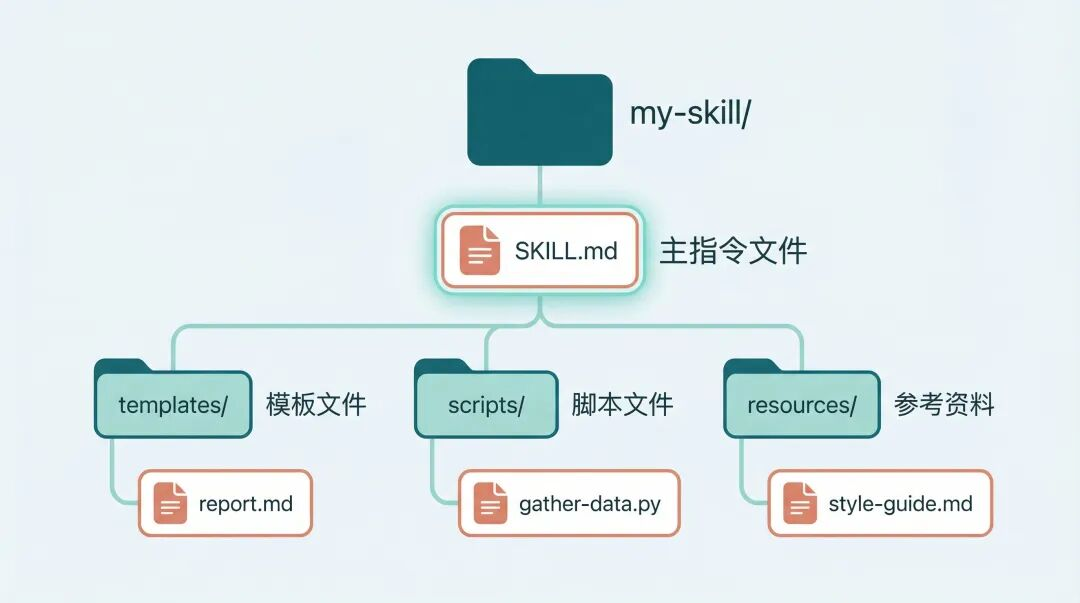 my-skill/
SKILL.md
主指令文件
templates/
模板文件
scripts/
脚本文件
resources/
参考资料
report.md
gather-data.py
style-guide.md